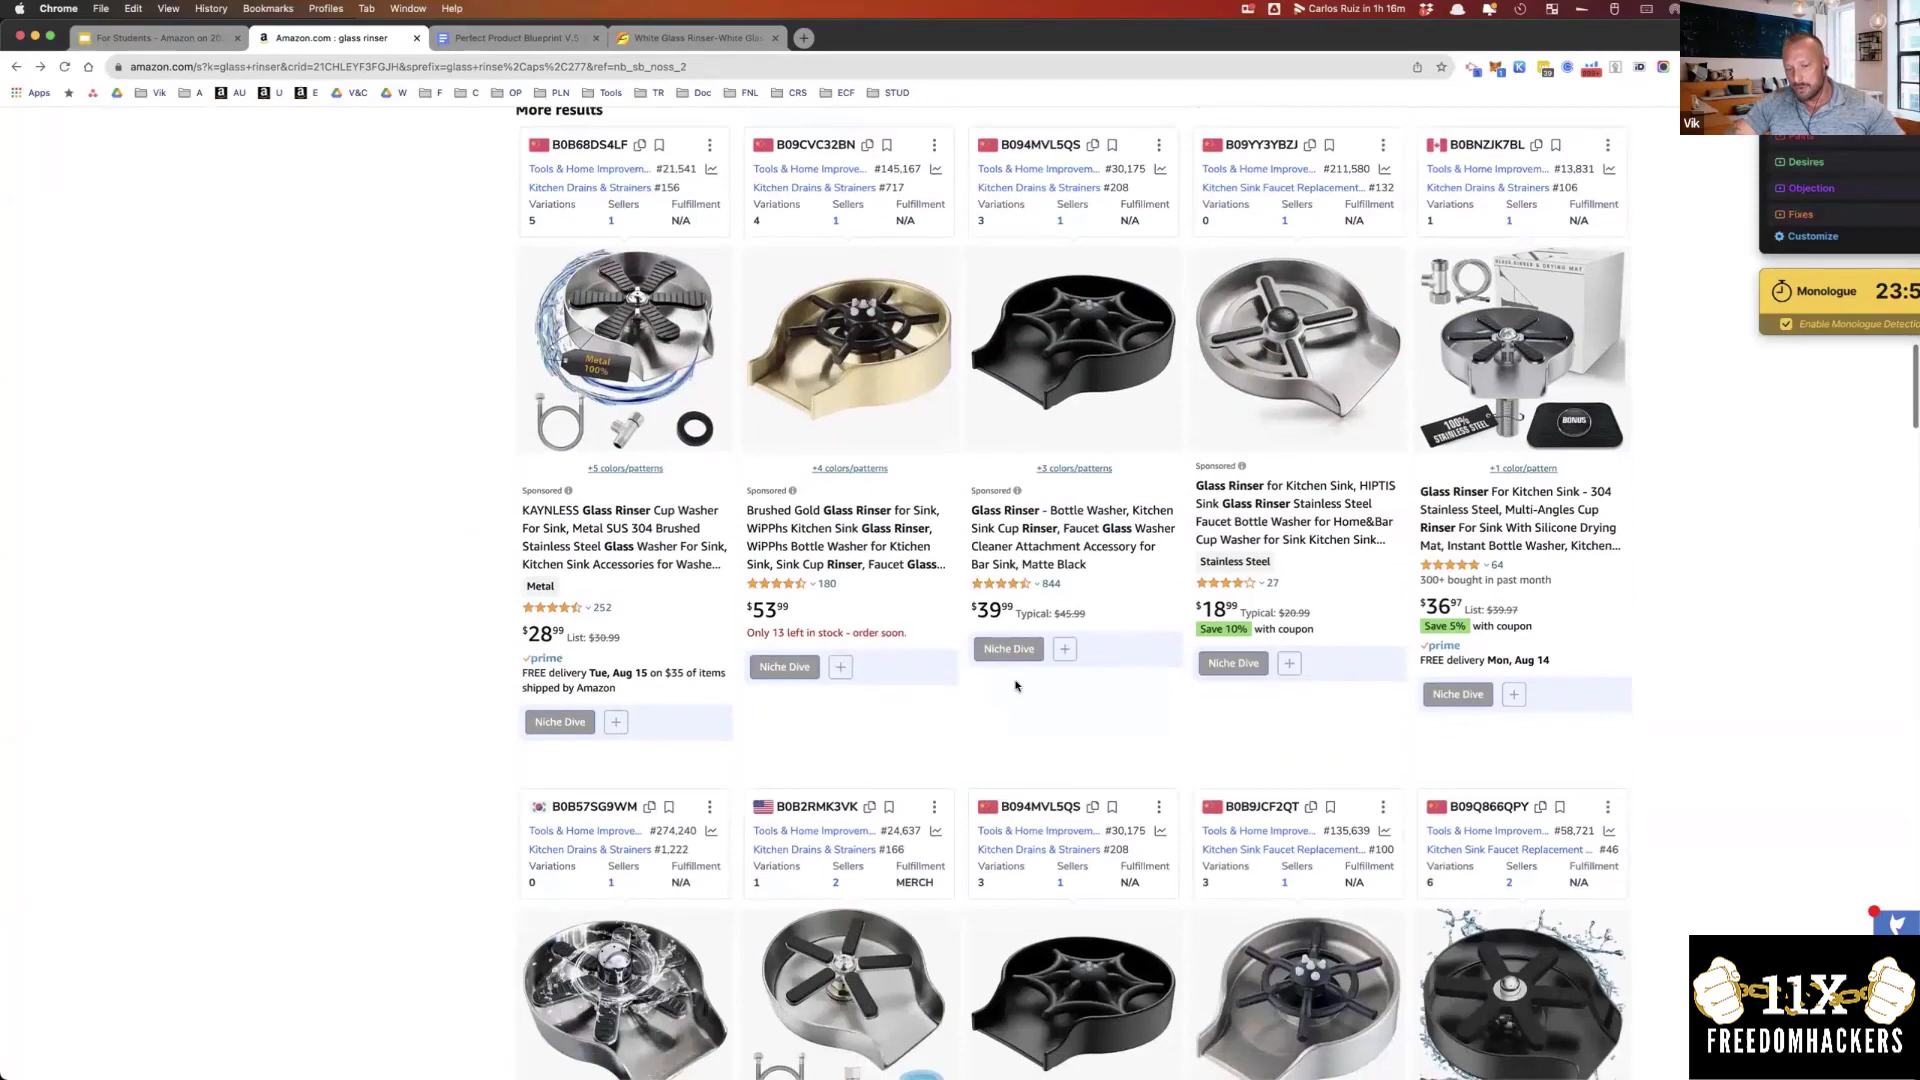 Chrome File Edit View History Bookmarks Profiles Tab Window Help
Carlos Ruiz in 1h 16m
For Students - Amazon on 20
Amazon.com : glass rinser
Perfect Product Blueprint V.5
White Glass Rinser-White Glas
amazon.com/s?k=glass+rinser&crid=21CHLEYF3FGJH&sprefix=glass+rinse%2Caps%2C277&ref=nb_sb_noss_2
Apps Vik A AU U E V&C W F C OP PLN Tools TR Doc FNL CRS ECF STUD
Vik
Desires
Objection
Fixes
Customize
Monologue 23:5
Enable Monologue Detectio
More results
B0B68DS4LF B09CVC32BN B094MVL5QS B09YY3YBZJ B0BNZJK7BL
Tools & Home Improvem... #21,541 Tools & Home Improve... #145,167 Tools & Home Improvem... #30,175 Tools & Home Improve... #211,580 Tools & Home Improvem... #13,831
Kitchen Drains & Strainers #156 Kitchen Drains & Strainers #717 Kitchen Drains & Strainers #208 Kitchen Sink Faucet Replacement... #132 Kitchen Drains & Strainers #106
Variations Sellers Fulfillment Variations Sellers Fulfillment Variations Sellers Fulfillment Variations Sellers Fulfillment Variations Sellers Fulfillment
5 1 N/A 4 1 N/A 3 1 N/A 0 1 N/A 1 1 N/A
Metal 100%
GLASS RINSER & DRYING MAT
100% STAINLESS STEEL
BONUS
+5 colors/patterns
Sponsored
KAYNLESS Glass Rinser Cup Washer
For Sink, Metal SUS 304 Brushed
Stainless Steel Glass Washer For Sink,
Kitchen Sink Accessories for Washe...
Metal
252
$28.99 List: $30.99
prime
FREE delivery Tue, Aug 15 on $35 of items
shipped by Amazon
Niche Dive +
+4 colors/patterns
Sponsored
Brushed Gold Glass Rinser for Sink,
WiPPhs Kitchen Sink Glass Rinser,
WiPPhs Bottle Washer for Ktichen
Sink, Sink Cup Rinser, Faucet Glass...
180
$53.99
Only 13 left in stock - order soon.
Niche Dive +
+3 colors/patterns
Sponsored
Glass Rinser - Bottle Washer, Kitchen
Sink Cup Rinser, Faucet Glass Washer
Cleaner Attachment Accessory for
Bar Sink, Matte Black
844
$39.99 Typical: $45.99
Niche Dive +
Sponsored
Glass Rinser for Kitchen Sink, HIPTIS
Sink Glass Rinser Stainless Steel
Faucet Bottle Washer for Home&Bar
Cup Washer for Sink Kitchen Sink...
Stainless Steel
27
$18.99 Typical: $20.99
Save 10% with coupon
Niche Dive +
+1 color/pattern
Glass Rinser For Kitchen Sink - 304
Stainless Steel, Multi-Angles Cup
Rinser For Sink With Silicone Drying
Mat, Instant Bottle Washer, Kitchen...
64
300+ bought in past month
$36.97 List: $39.97
Save 5% with coupon
prime
FREE delivery Mon, Aug 14
Niche Dive +
B0B57SG9WM B0B2RMK3VK B094MVL5QS B0B9JCF2QT B09Q866QPY
Tools & Home Improve... #274,240 Tools & Home Improvem... #24,637 Tools & Home Improvem... #30,175 Tools & Home Improve... #135,639 Tools & Home Improvem... #58,721
Kitchen Drains & Strainers #1,222 Kitchen Drains & Strainers #166 Kitchen Drains & Strainers #208 Kitchen Sink Faucet Replacement... #100 Kitchen Sink Faucet Replacement ... #46
Variations Sellers Fulfillment Variations Sellers Fulfillment Variations Sellers Fulfillment Variations Sellers Fulfillment Variations Sellers Fulfillment
0 1 N/A 1 2 MERCH 3 1 N/A 3 1 N/A 6 2 N/A
11X
FREEDOMHACKERS